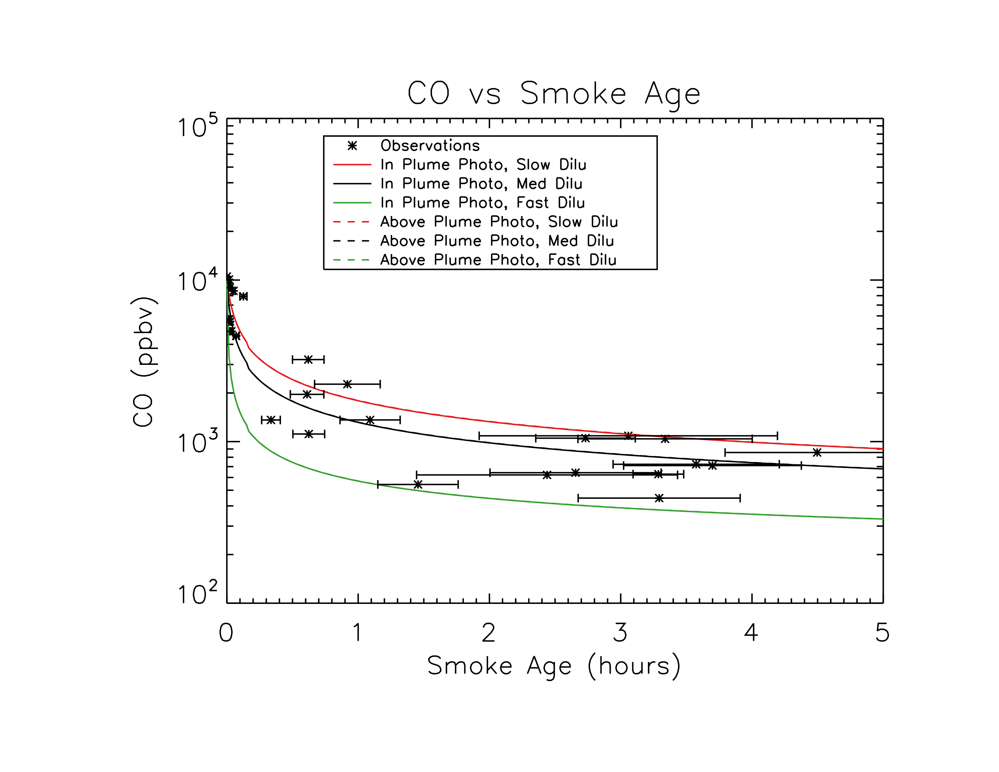 CO vs Smoke Age
10^5
Observations
In Plume Photo, Slow Dilu
In Plume Photo, Med Dilu
In Plume Photo, Fast Dilu
Above Plume Photo, Slow Dilu
Above Plume Photo, Med Dilu
Above Plume Photo, Fast Dilu
10^4
CO (ppbv)
10^3
10^2
0 1 2 3 4 5
Smoke Age (hours)